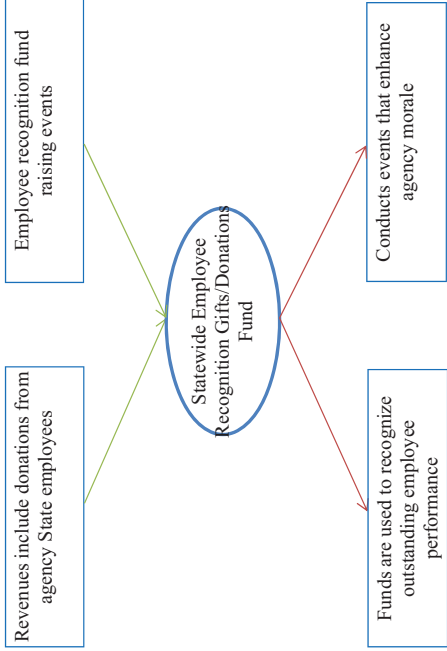 Revenues include donations from
agency State employees
Employee recognition fund
raising events
Statewide Employee
Recognition Gifts/Donations
Fund
Funds are used to recognize
outstanding employee
performance
Conducts events that enhance
agency morale